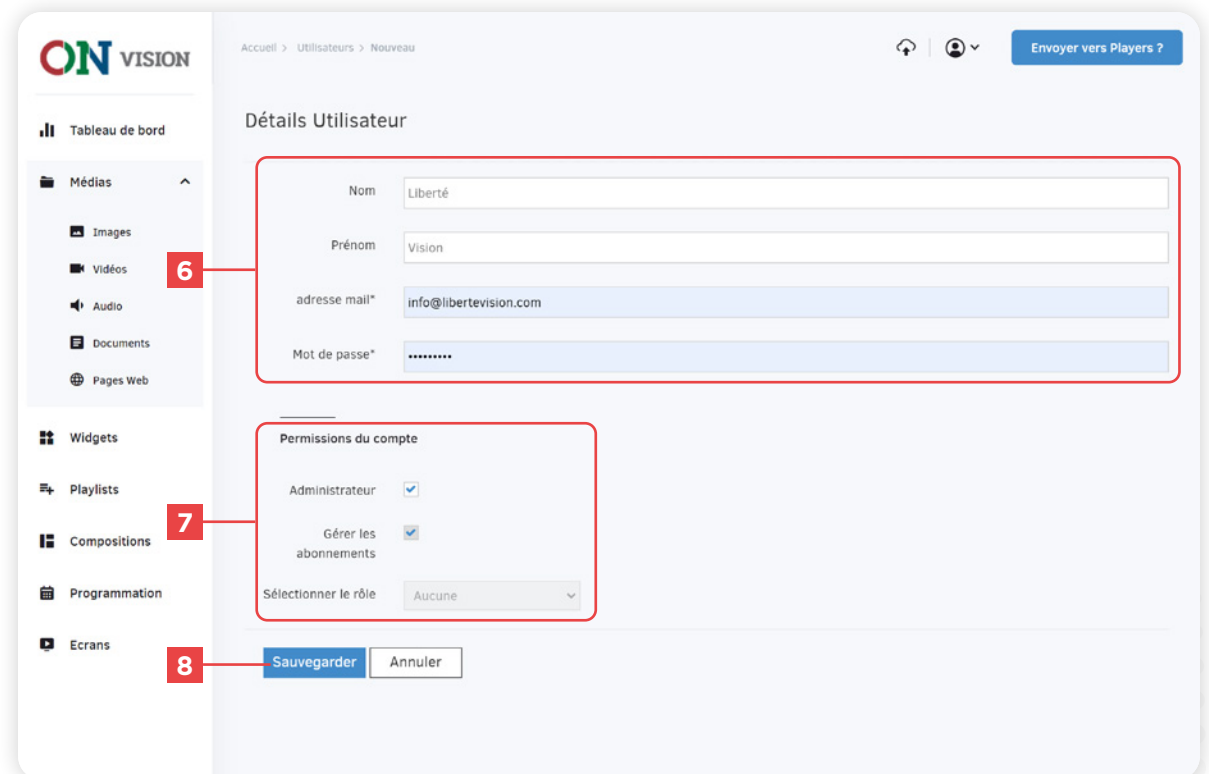 ON VISION
Accueil > Utilisateurs > Nouveau
Envoyer vers Players ?
Tableau de bord
Médias
Images
Vidéos
Audio
Documents
Pages Web
Widgets
Playlists
Compositions
Programmation
Ecrans
Détails Utilisateur
6
Nom
Liberté
Prénom
Vision
adresse mail*
info@libertevision.com
Mot de passe*
•••••••••
7
Permissions du compte
Administrateur
Gérer les
abonnements
Sélectionner le rôle
Aucune
8
Sauvegarder
Annuler